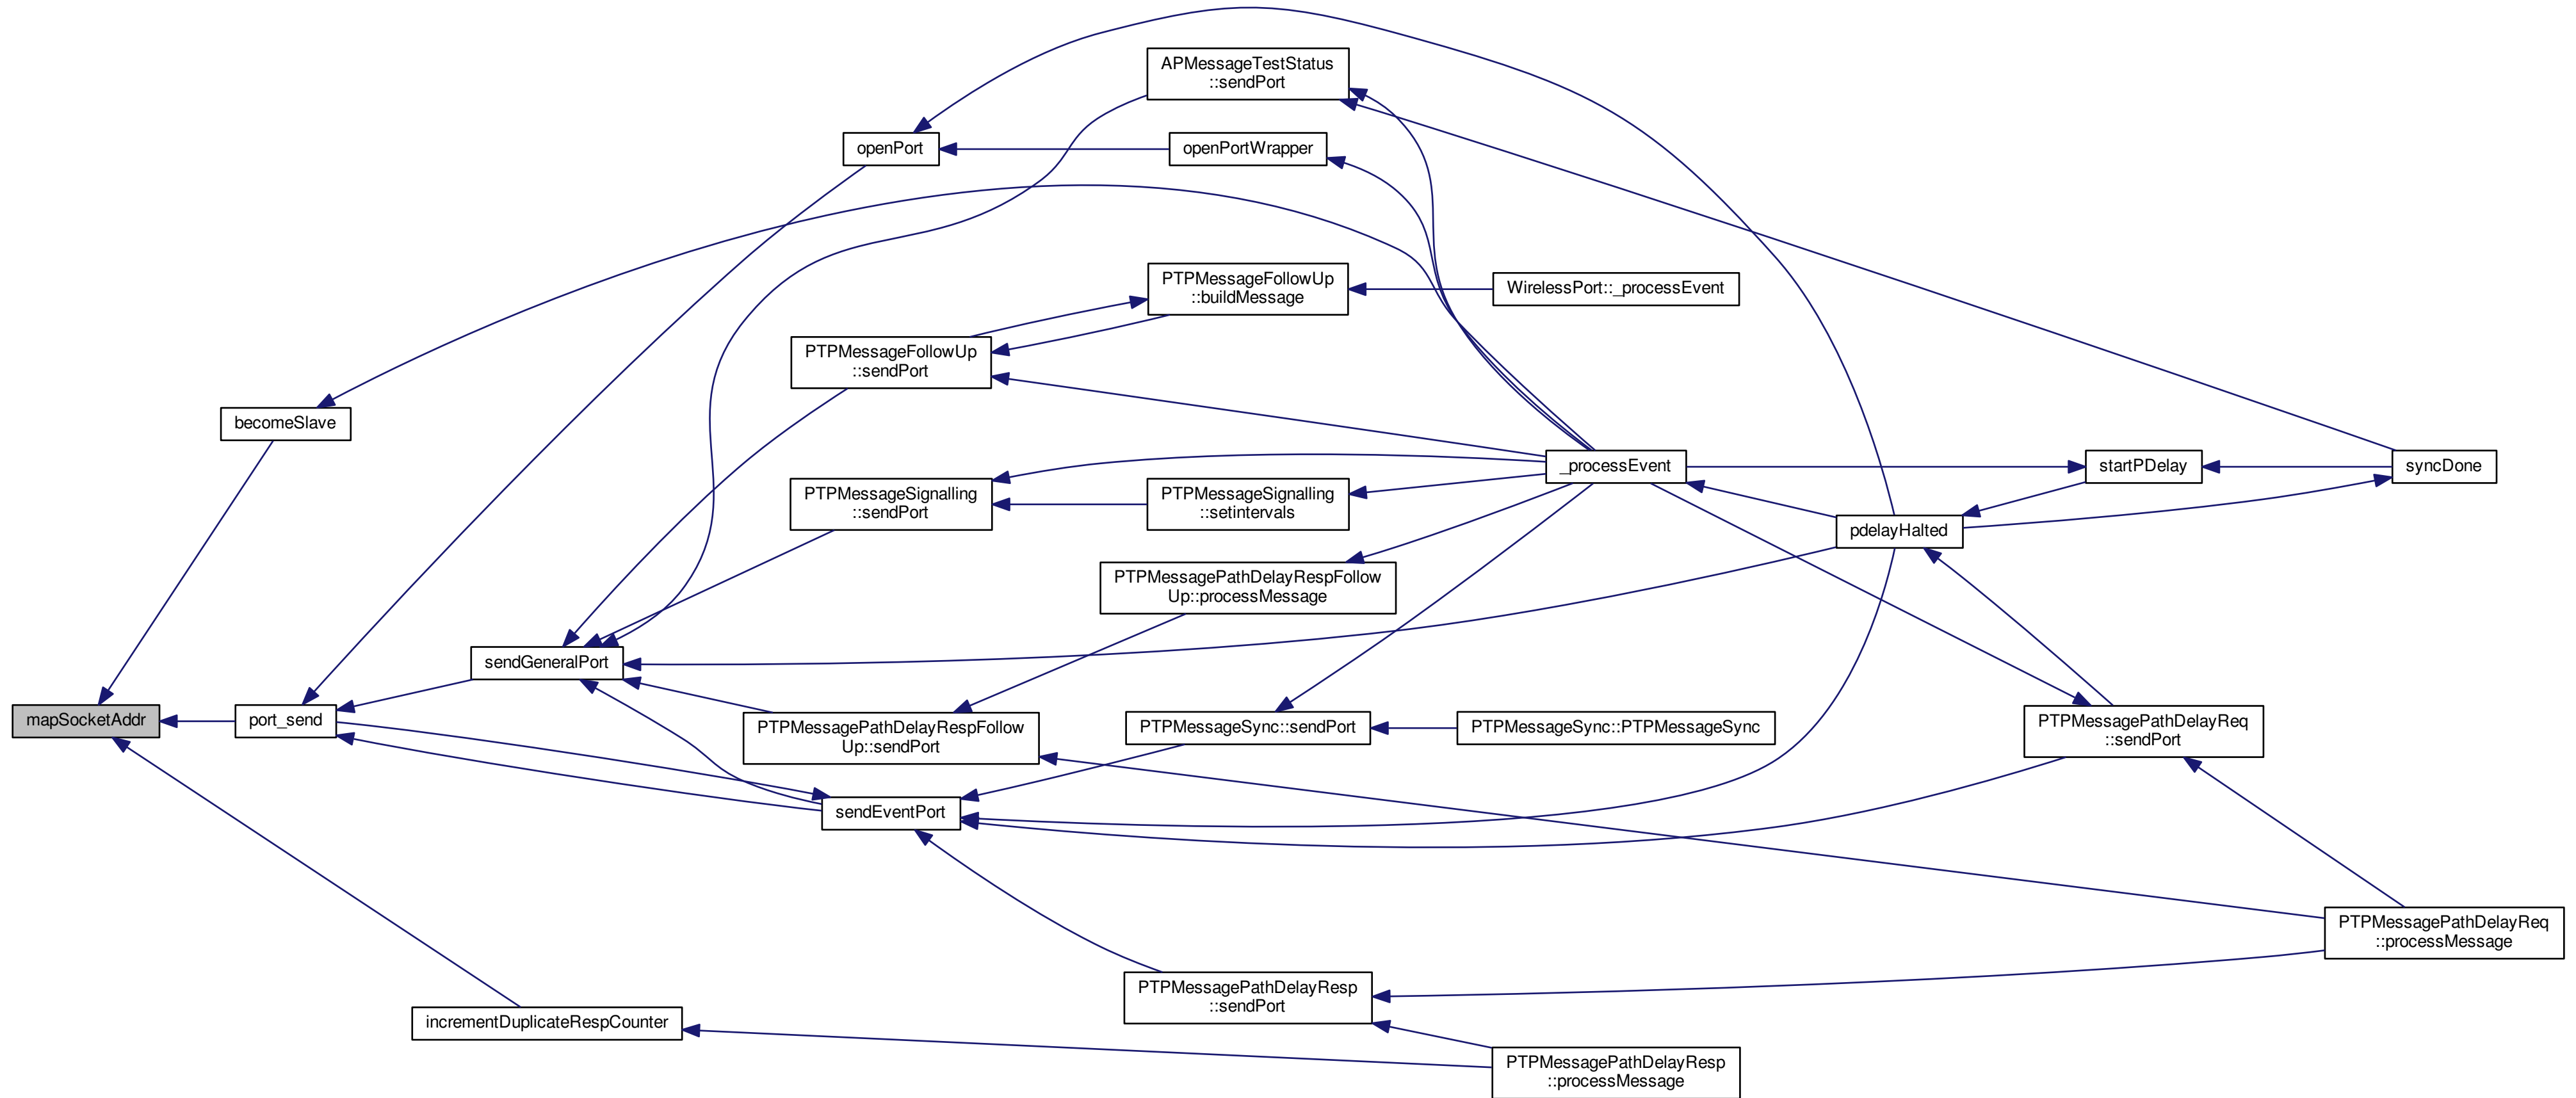 APMessageTestStatus
::sendPort
openPort
openPortWrapper
PTPMessageFollowUp
::buildMessage
WirelessPort::_processEvent
PTPMessageFollowUp
::sendPort
becomeSlave
_processEvent
startPDelay
syncDone
PTPMessageSignalling
::sendPort
PTPMessageSignalling
::setintervals
pdelayHalted
PTPMessagePathDelayRespFollow
Up::processMessage
sendGeneralPort
mapSocketAddr
port_send
PTPMessagePathDelayRespFollow
Up::sendPort
PTPMessageSync::sendPort
PTPMessageSync::PTPMessageSync
PTPMessagePathDelayReq
::sendPort
sendEventPort
PTPMessagePathDelayReq
::processMessage
PTPMessagePathDelayResp
::sendPort
incrementDuplicateRespCounter
PTPMessagePathDelayResp
::processMessage